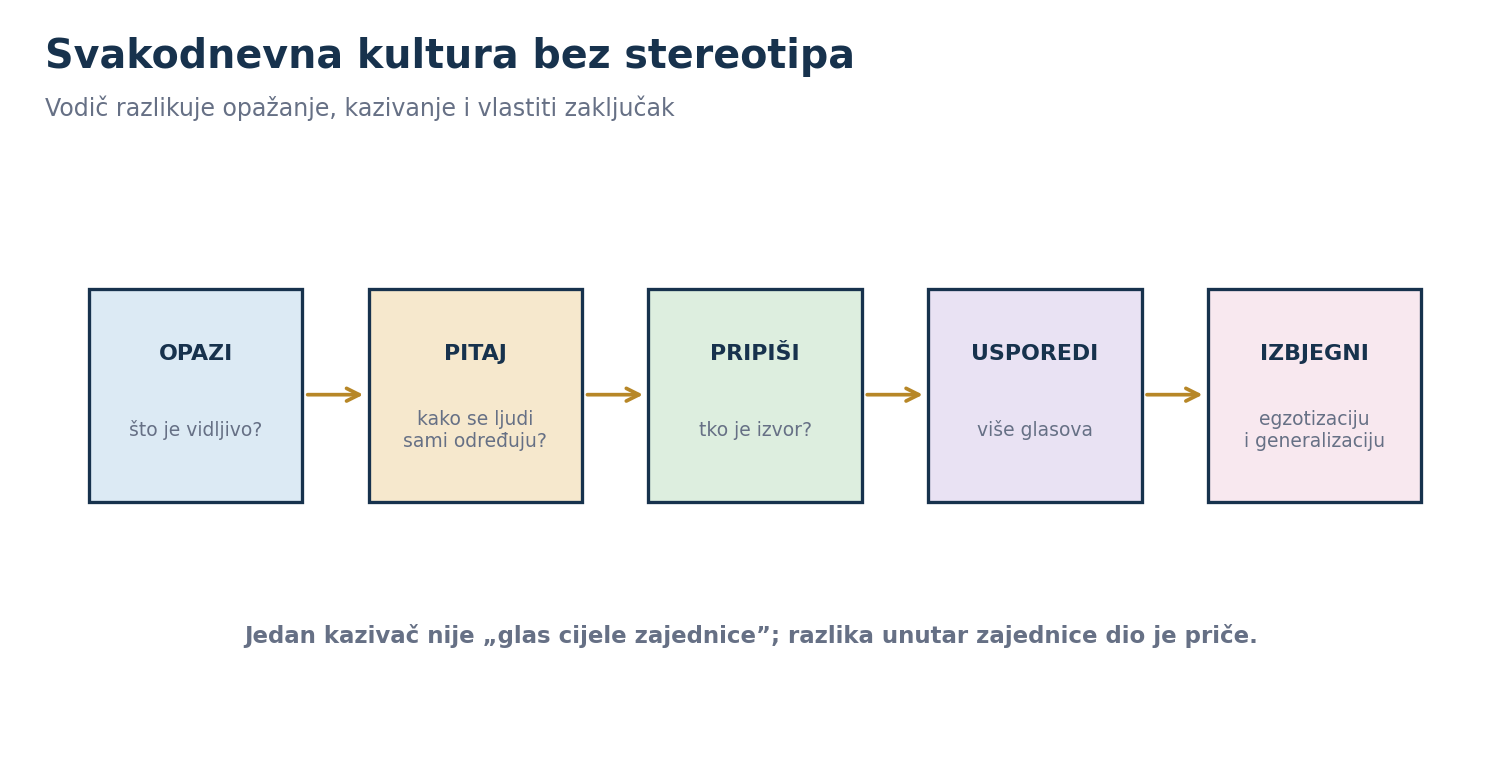 Svakodnevna kultura bez stereotipa
Vodič razlikuje opažanje, kazivanje i vlastiti zaključak
OPAZI
što je vidljivo?
PITAJ
kako se ljudi
sami određuju?
PRIPIŠI
tko je izvor?
USPOREDI
više glasova
IZBJEGNI
egzotizaciju
i generalizaciju
Jedan kazivač nije „glas cijele zajednice”; razlika unutar zajednice dio je priče.